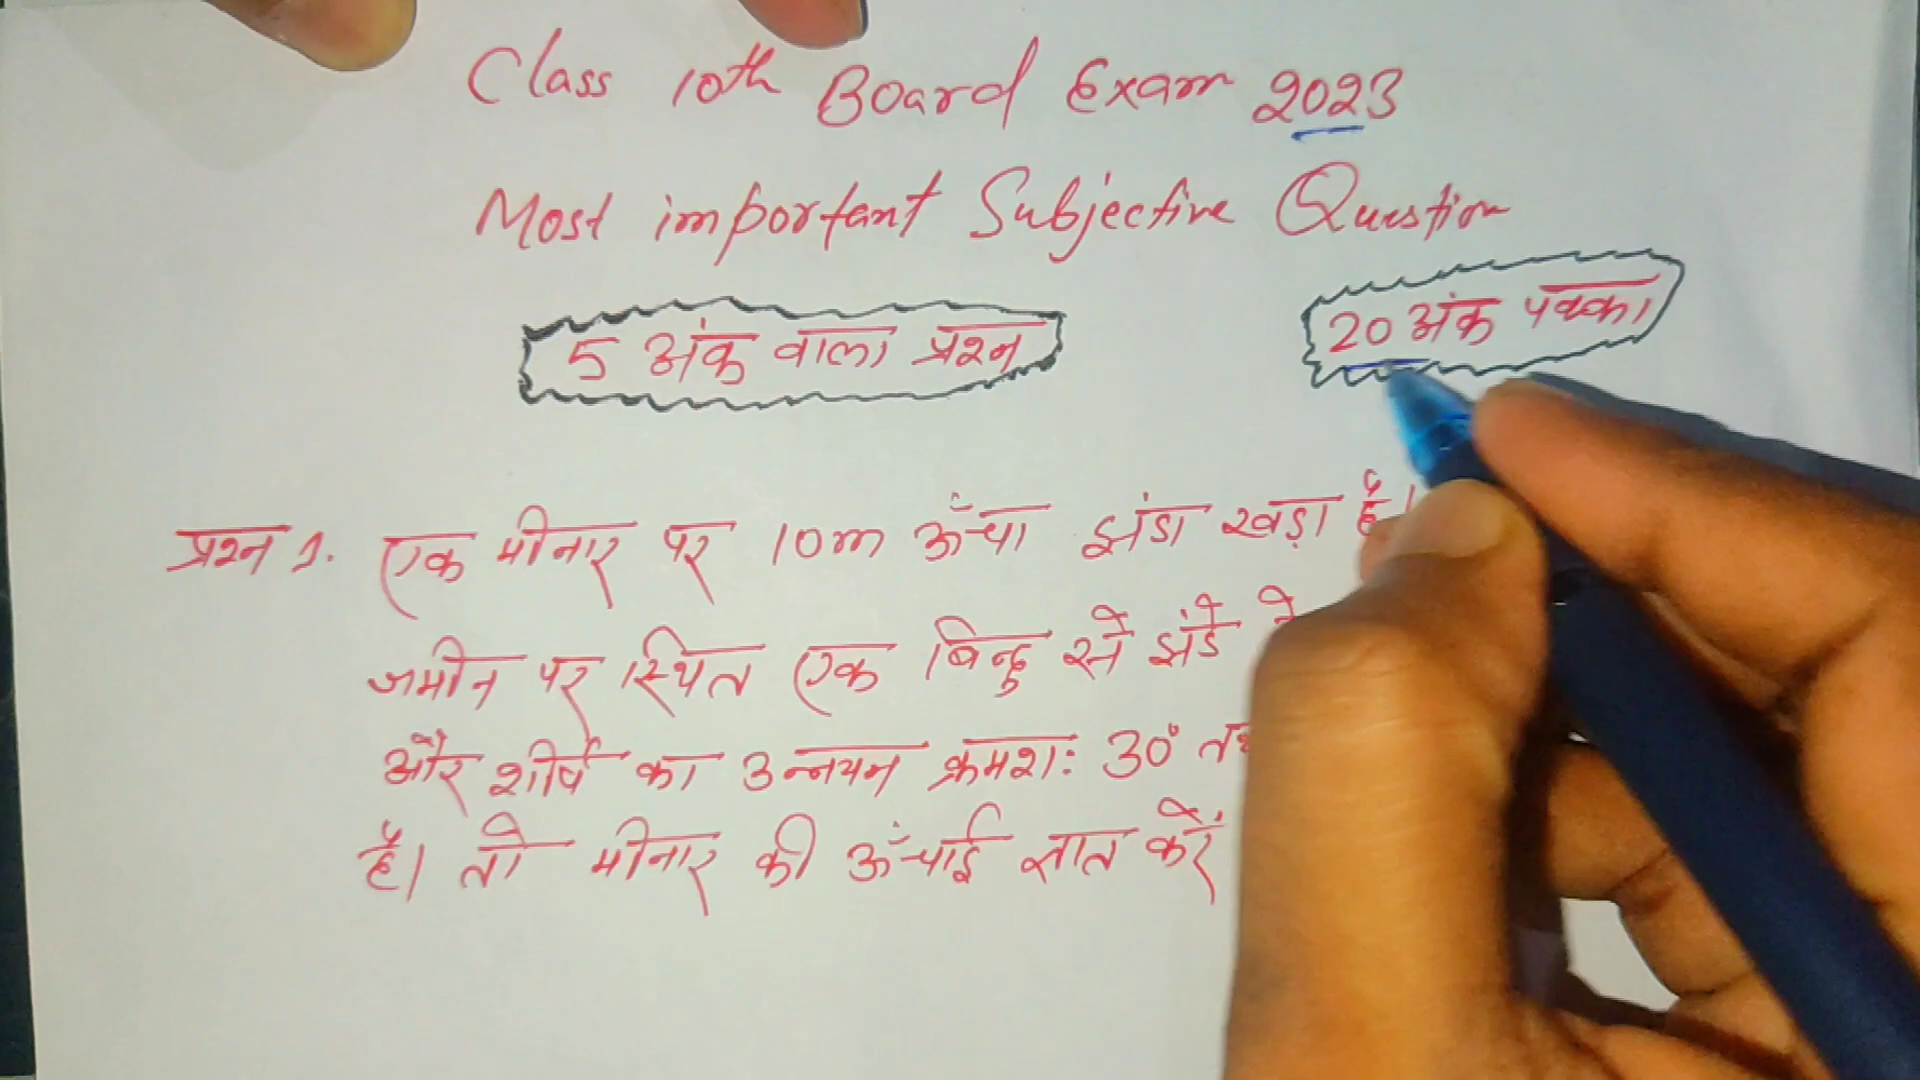 Class 10th Board Exam 2023
Most important Subjective Question
5 अंक वाला प्रश्न
20 अंक पक्का
प्रश्न 1. एक मीनार पर 10m ऊँचा झंडा खड़ा है।
जमीन पर स्थित एक बिन्दु से झंडे
और शीर्ष का उन्नयन क्रमश: 30°
है। तो मीनार की ऊँचाई ज्ञात करें